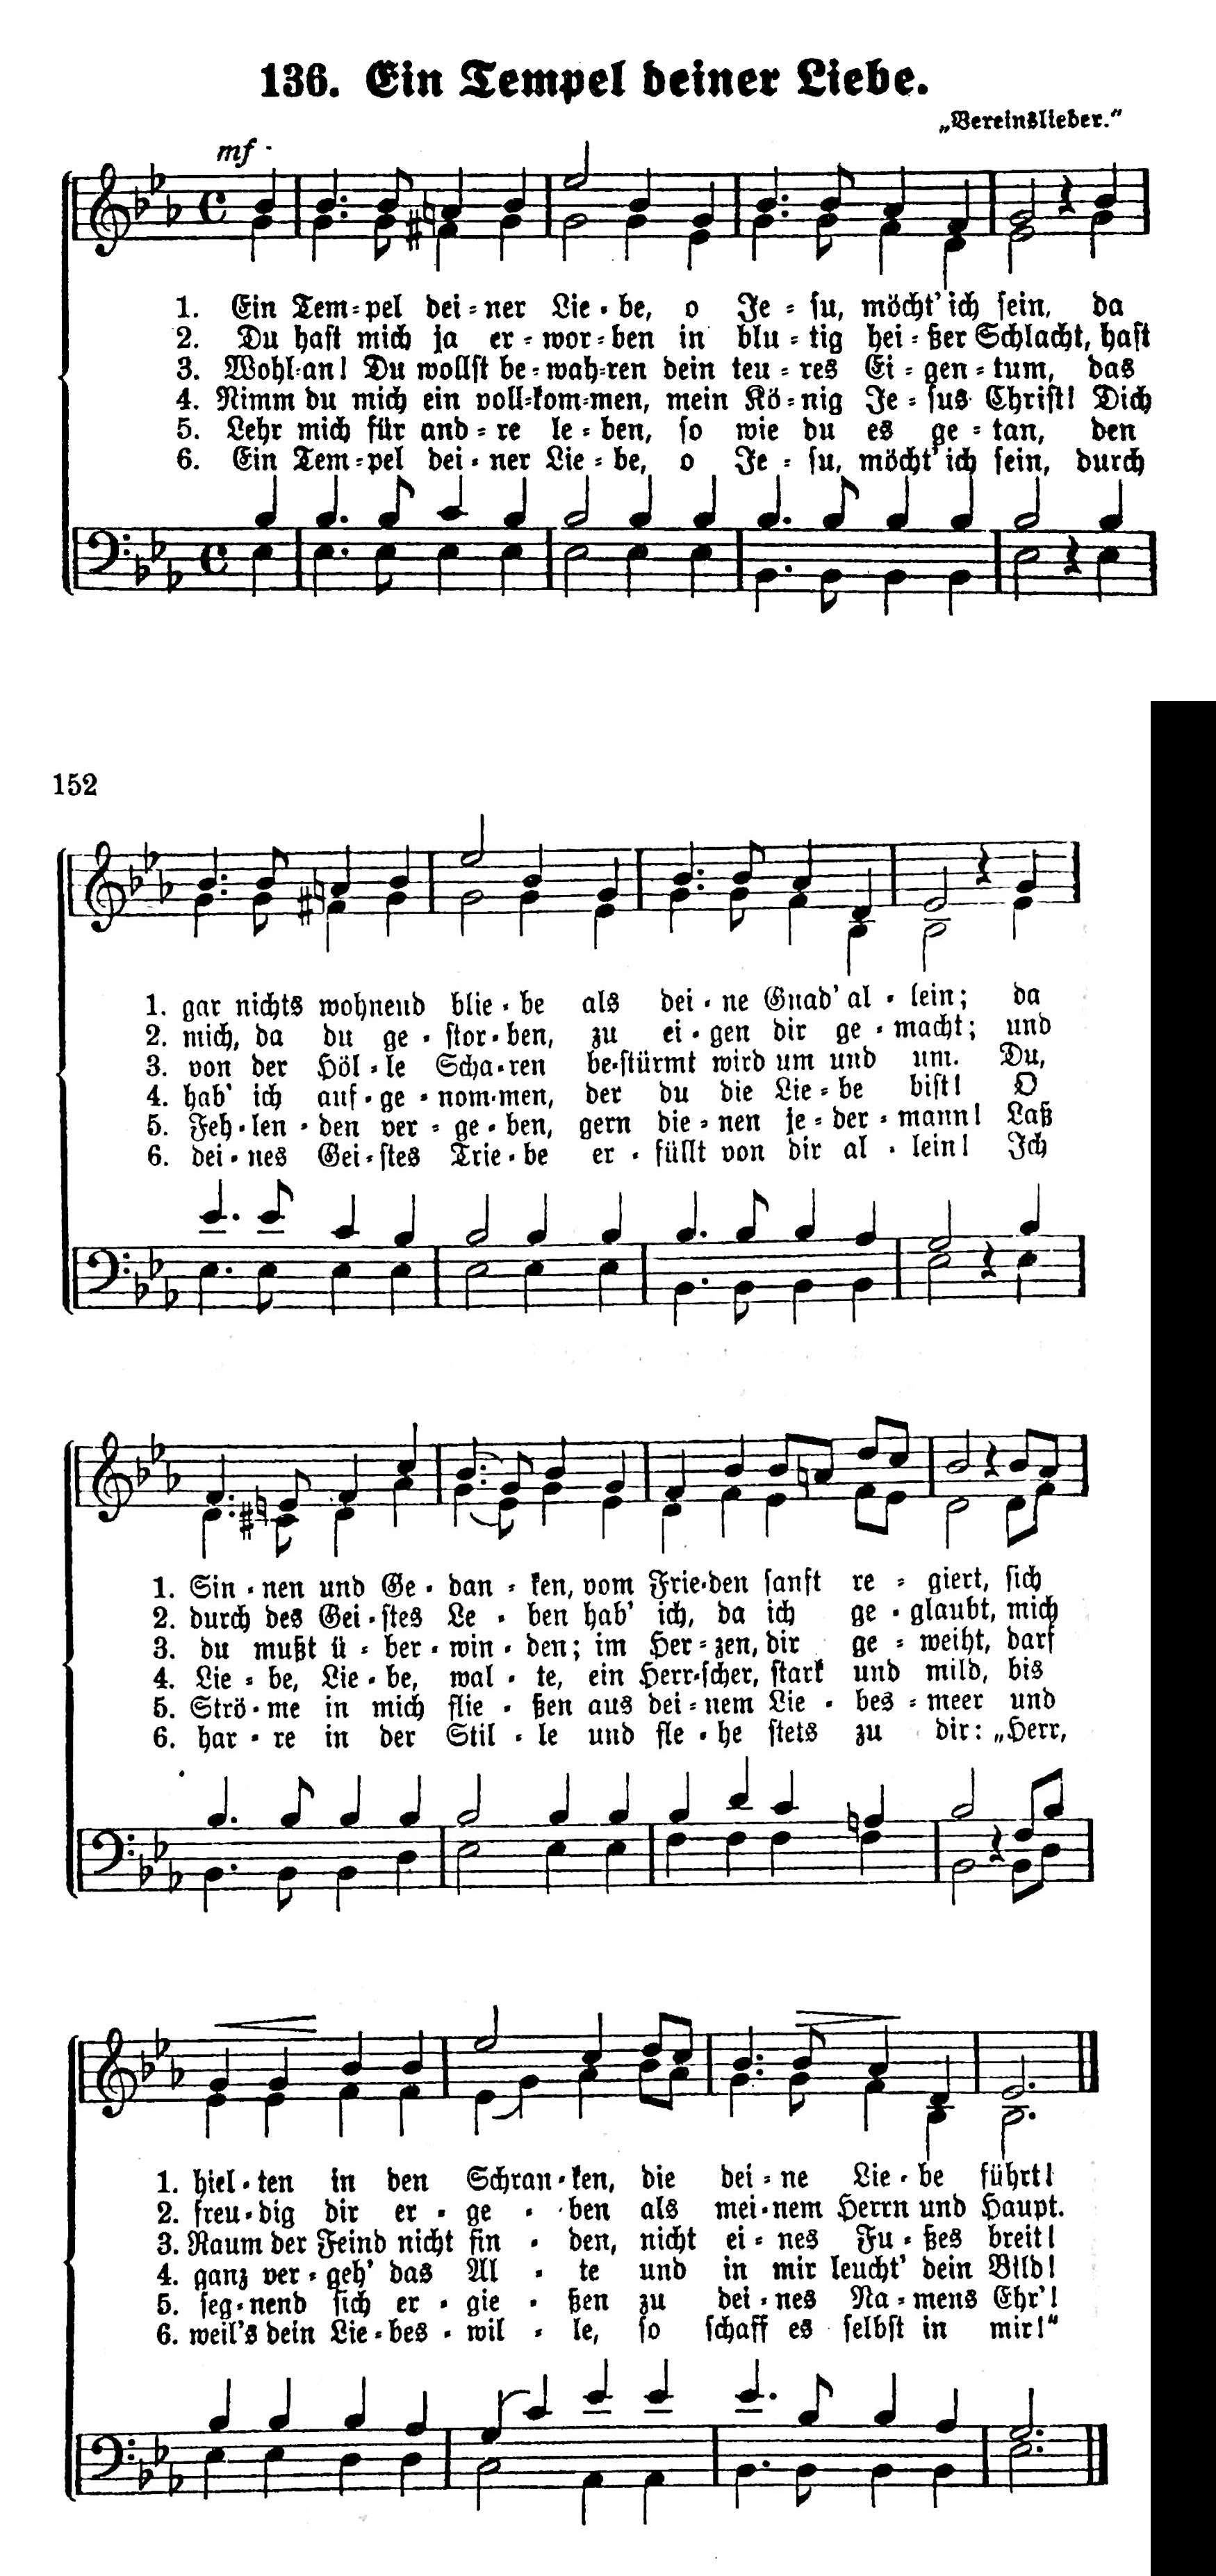 136. Ein Tempel deiner Liebe.
„Vereinslieder.“
mf
1. Ein Tem=pel dei=ner Lie=be, o Je=su, möcht' ich sein, da
2. Du hast mich ja er=wor=ben in blu=tig hei=ßer Schlacht, hast
3. Wohl=an! Du wollst be=wah=ren dein teu=res Ei=gen=tum, das
4. Nimm du mich ein voll=kom=men, mein Kö=nig Je=sus Christ! Dich
5. Lehr mich für and=re le=ben, so wie du es ge=tan, den
6. Ein Tem=pel dei=ner Lie=be, o Je=su, möcht' ich sein, durch
152
1. gar nichts wohnend blie=be als dei=ne Gnad' al=lein; da
2. mich, da du ge=stor=ben, zu ei=gen dir ge=macht; und
3. von der Höl=le Scha=ren be=stürmt wird um und um. Du,
4. hab' ich auf=ge=nom=men, der du die Lie=be bist! O
5. Feh=len=den ver=ge=ben, gern die=nen je=der=mann! Laß
6. dei=nes Gei=stes Trie=be er=füllt von dir al=lein! Ich
1. Sin=nen und Ge=dan=ken, vom Frie=den sanft re=giert, sich
2. durch des Gei=stes Le=ben hab' ich, da ich ge=glaubt, mich
3. du mußt ü=ber=win=den; im Her=zen, dir ge=weiht, darf
4. Lie=be, Lie=be, wal=te, ein Herr=scher, stark und mild, bis
5. Strö=me in mich flie=ßen aus dei=nem Lie=bes=meer und
6. har=re in der Stil=le und fle=he stets zu dir: „Herr,
1. hiel=ten in den Schran=ken, die dei=ne Lie=be führt!
2. freu=dig dir er=ge=ben als mei=nem Herrn und Haupt.
3. Raum der Feind nicht fin=den, nicht ei=nes Fu=ßes breit!
4. ganz ver=geh' das Al=te und in mir leucht' dein Bild!
5. seg=nend sich er=gie=ßen zu dei=nes Na=mens Ehr'!
6. weil's dein Lie=bes=wil=le, so schaff es selbst in mir!“